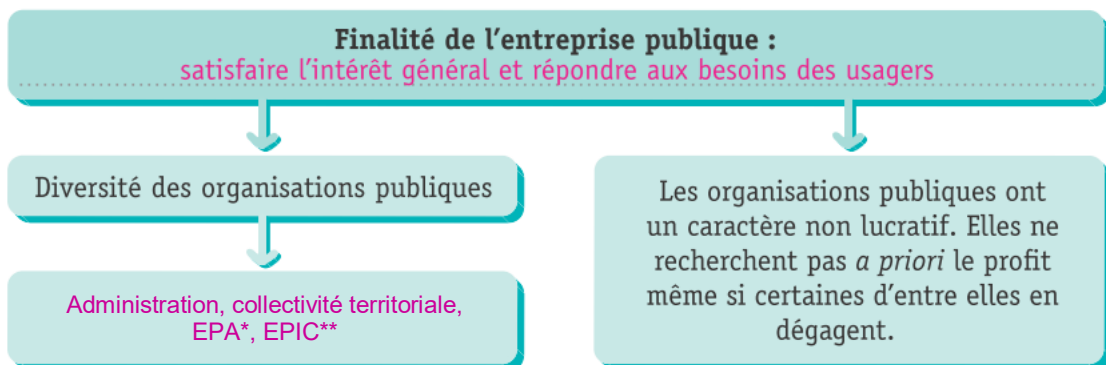 Finalité de l'entreprise publique :
satisfaire l'intérêt général et répondre aux besoins des usagers
Diversité des organisations publiques
Administration, collectivité territoriale,
EPA*, EPIC**
Les organisations publiques ont
un caractère non lucratif. Elles ne
recherchent pas a priori le profit
même si certaines d'entre elles en
dégagent.